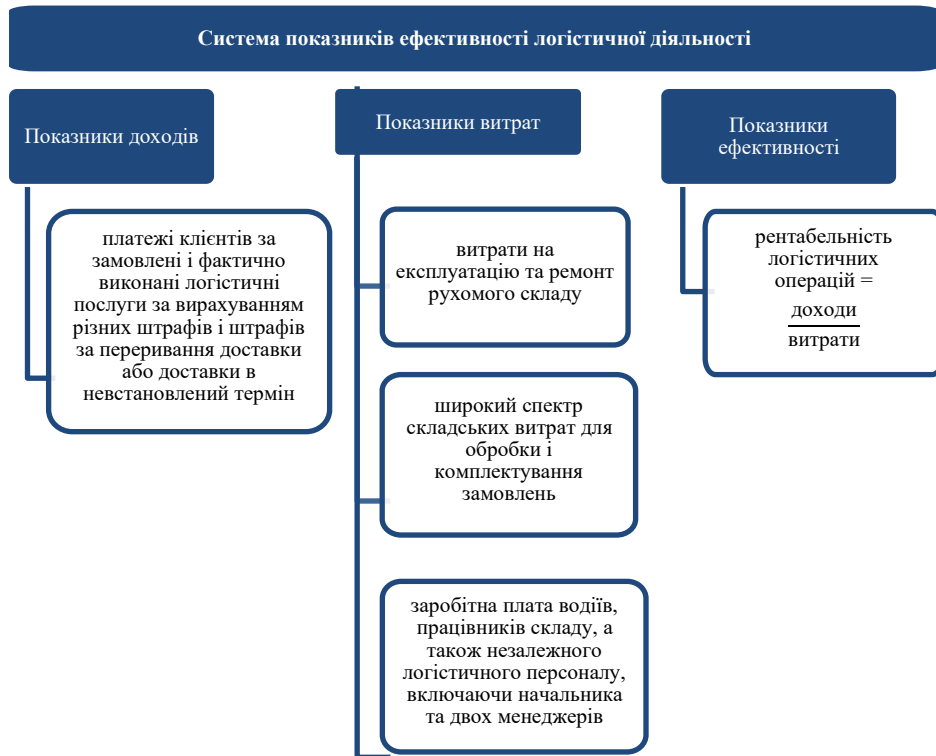 Система показників ефективності логістичної діяльності
Показники доходів
платежі клієнтів за
замовлені і фактично
виконані логістичні
послуги за вирахуванням
різних штрафів і штрафів
за переривання доставки
або доставки в
невстановлений термін
Показники витрат
витрати на
експлуатацію та ремонт
рухомого складу
широкий спектр
складських витрат для
обробки і
комплектування
замовлень
заробітна плата водіїв,
працівників складу, а
також незалежного
логістичного персоналу,
включаючи начальника
та двох менеджерів
Показники
ефективності
рентабельність
логістичних
операцій =
доходи
витрати